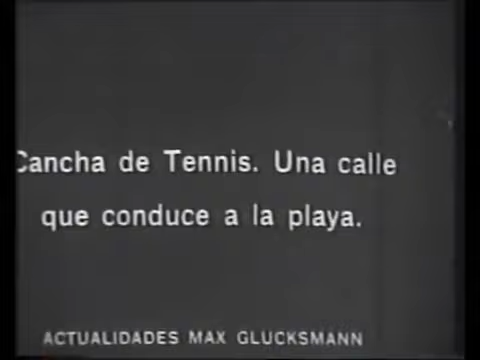 Cancha de Tennis. Una calle
que conduce a la playa.
ACTUALIDADES MAX GLUCKSMANN